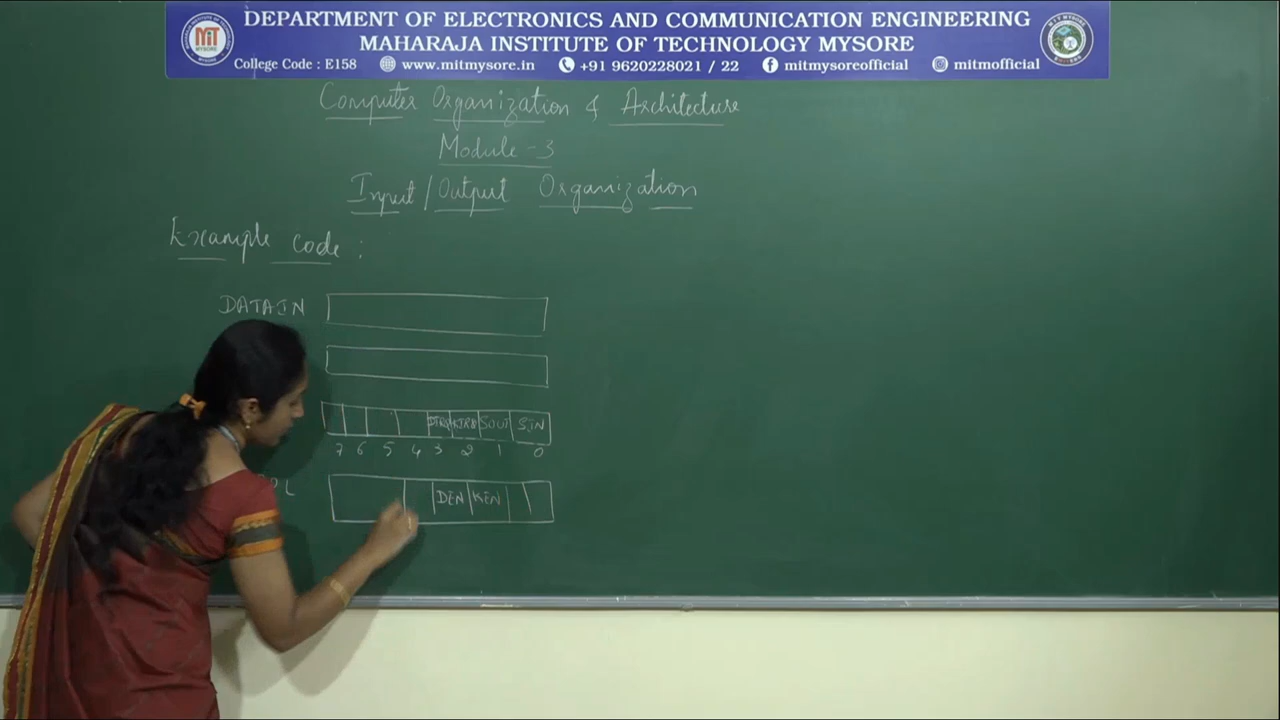 DEPARTMENT OF ELECTRONICS AND COMMUNICATION ENGINEERING
MAHARAJA INSTITUTE OF TECHNOLOGY MYSORE
College Code : E158 www.mitmysore.in +91 9620228021 / 22 mitmysoreofficial mitmofficial
MIT
MYSORE
Computer Organization & Architecture
Module - 3
Input / Output Organization
Example code :
DATAIN
SOUT SIN
7 6 5 4 3 2 1 0
DEN KEN